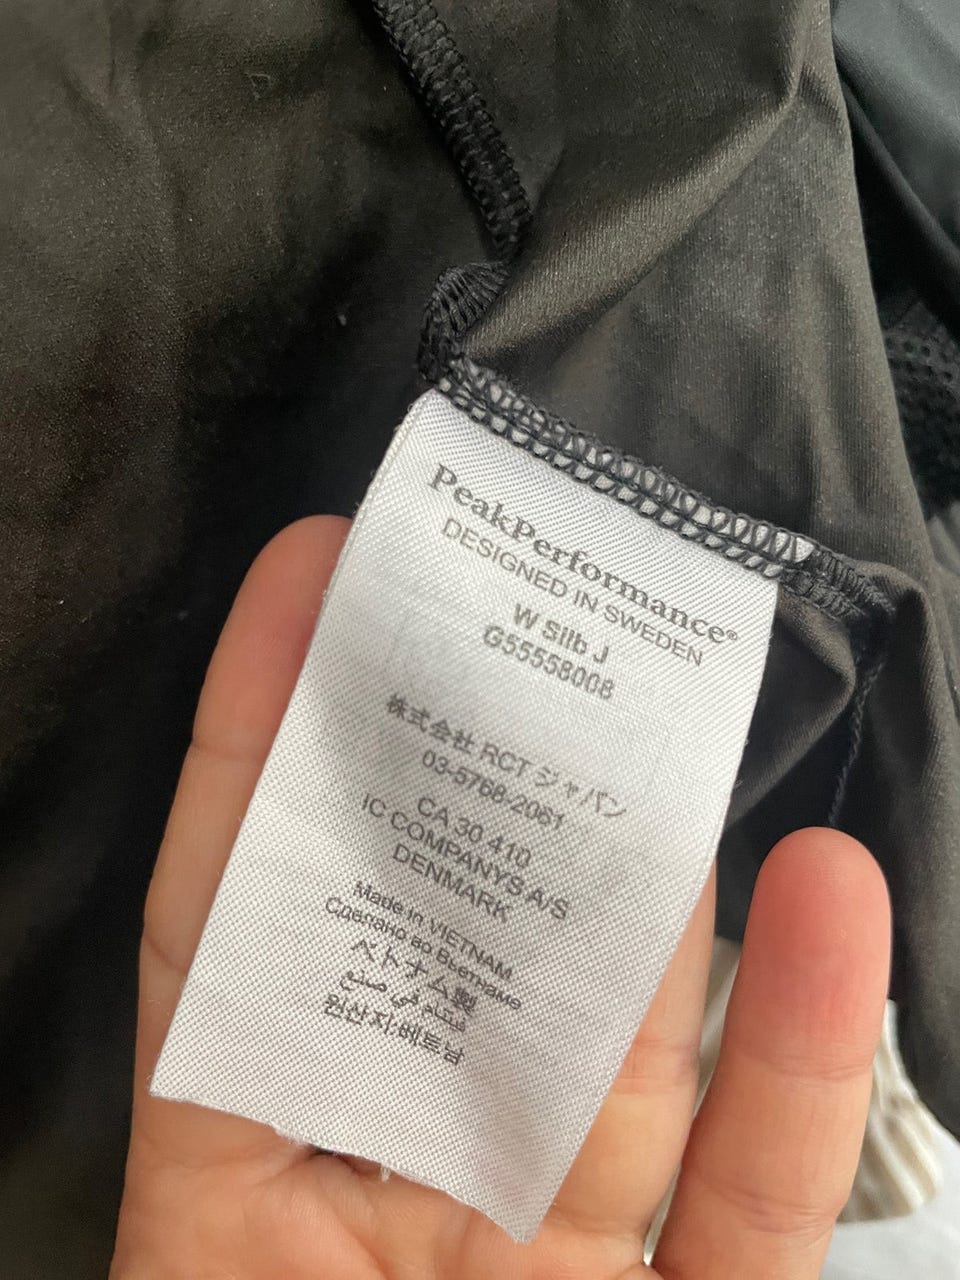 PeakPerformance®
DESIGNED IN SWEDEN
W Silb J
G55558008
株式会社 RCT ジャパン
03-5768-2061
CA 30 410
IC COMPANYS A/S
DENMARK
Made in VIETNAM
Сделано во Вьетнаме
ベトナム製
فيتنام في صنع
원산지:베트남